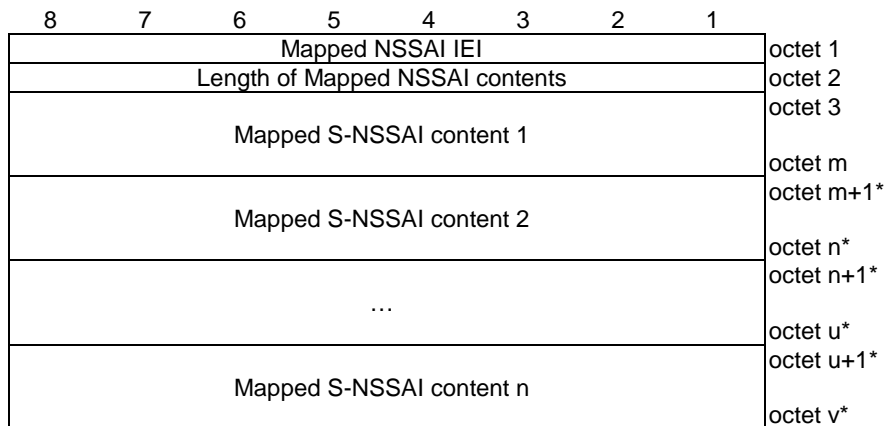 8 7 6 5 4 3 2 1
Mapped NSSAI IEI octet 1
Length of Mapped NSSAI contents octet 2
octet 3
Mapped S-NSSAI content 1
octet m
octet m+1*
Mapped S-NSSAI content 2
octet n*
octet n+1*
…
octet u*
octet u+1*
Mapped S-NSSAI content n
octet v*